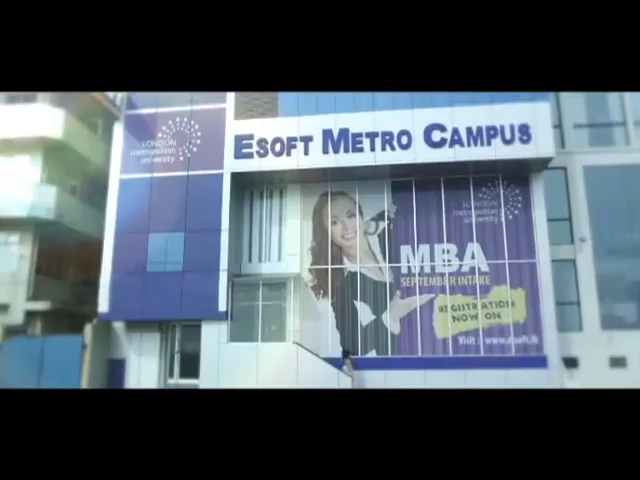 LONDON
metropolitan
university
ESOFT METRO CAMPUS
LONDON
metropolitan
university
MBA
SEPTEMBER INTAKE
REGISTRATION
NOW ON
Visit : www.esoft.lk